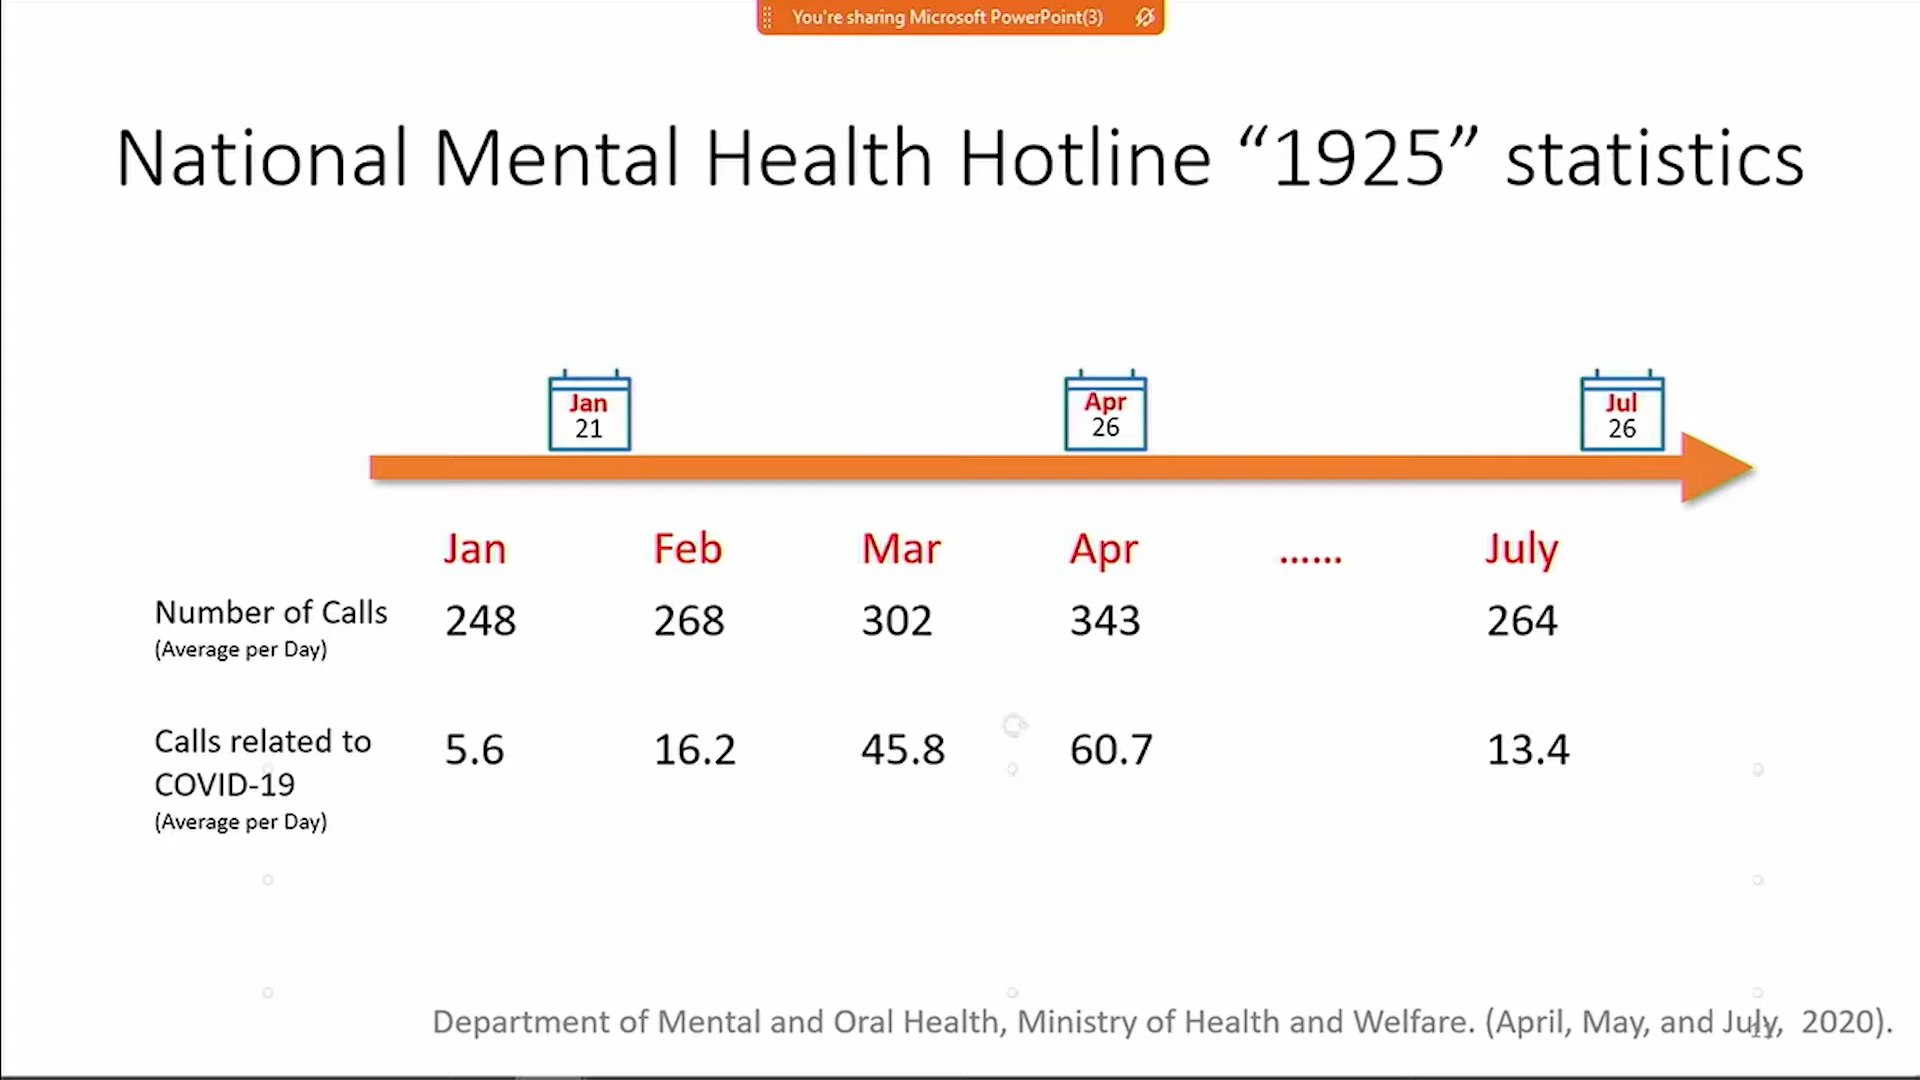 You're sharing Microsoft PowerPoint(3)
National Mental Health Hotline “1925” statistics
Jan
21
Apr
26
Jul
26
Jan Feb Mar Apr ...... July
Number of Calls
(Average per Day)
248 268 302 343 264
Calls related to
COVID-19
(Average per Day)
5.6 16.2 45.8 60.7 13.4
Department of Mental and Oral Health, Ministry of Health and Welfare. (April, May, and July, 2020).